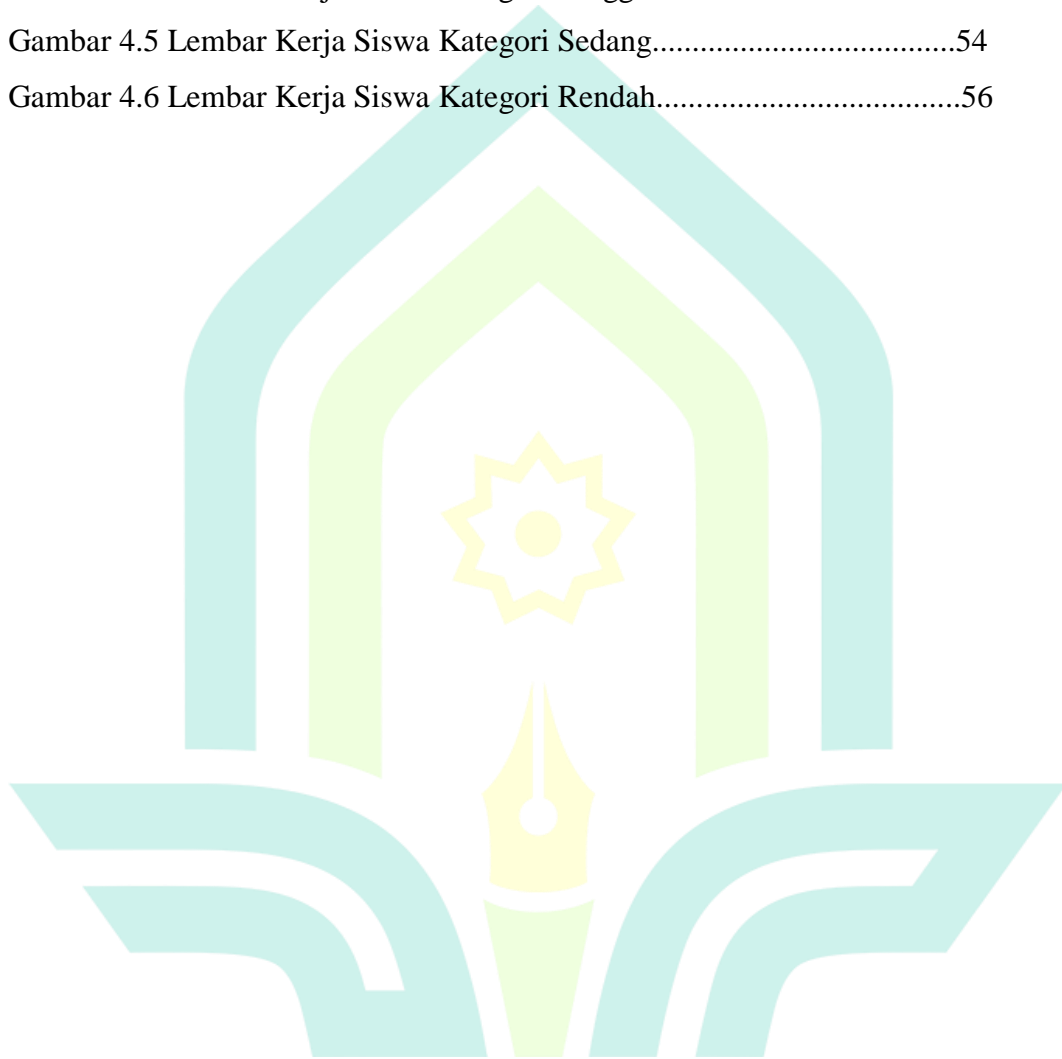 Gambar 4.5 Lembar Kerja Siswa Kategori Sedang......................................54
Gambar 4.6 Lembar Kerja Siswa Kategori Rendah......................................56